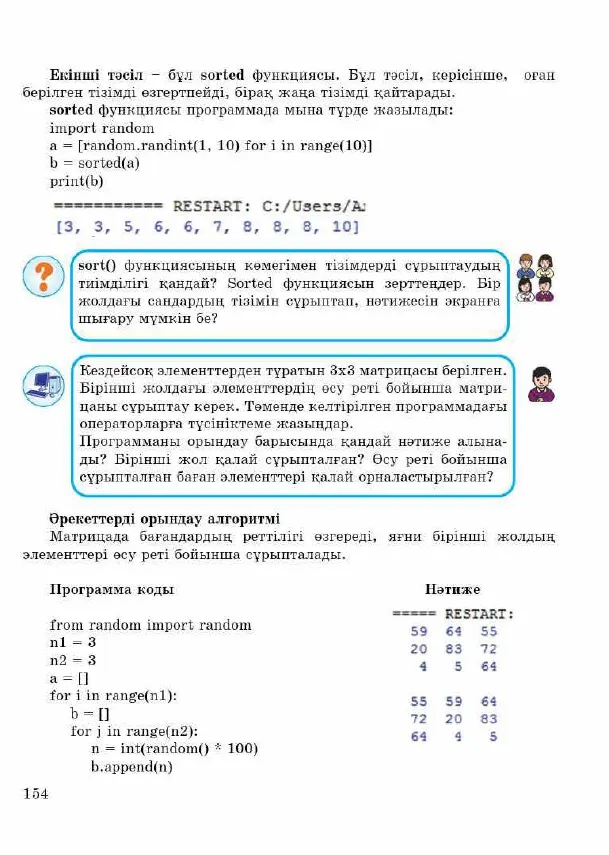 Екінші тәсіл – бұл sorted функциясы. Бұл тәсіл, керісінше, оған
берілген тізімді өзгертпейді, бірақ жаңа тізімді қайтарады.
sorted функциясы программада мына түрде жазылады:
import random
a = [random.randint(1, 10) for i in range(10)]
b = sorted(a)
print(b)
=========== RESTART: C:/Users/A
[3, 3, 5, 6, 6, 7, 8, 8, 8, 10]
sort() функциясының көмегімен тізімдерді сұрыптаудың
тиімділігі қандай? Sorted функциясын зерттеңдер. Бір
жолдағы сандардың тізімін сұрыптап, нәтижесін экранға
шығару мүмкін бе?
Кездейсоқ элементтерден тұратын 3х3 матрицасы берілген.
Бірінші жолдағы элементтердің өсу реті бойынша матри-
цаны сұрыптау керек. Төменде келтірілген программадағы
операторларға түсініктеме жазыңдар.
Программаны орындау барысында қандай нәтиже алына-
ды? Бірінші жол қалай сұрыпталған? Өсу реті бойынша
сұрыпталған баған элементтері қалай орналастырылған?
Әрекеттерді орындау алгоритмі
Матрицада бағандардың реттілігі өзгереді, яғни бірінші жолдың
элементтері өсу реті бойынша сұрыпталады.
Программа коды
from random import random
n1 = 3
n2 = 3
a = []
for i in range(n1):
b = []
for j in range(n2):
n = int(random() * 100)
b.append(n)
Нәтиже
===== RESTART:
59 64 55
20 83 72
4 5 64
55 59 64
72 20 83
64 4 5
154